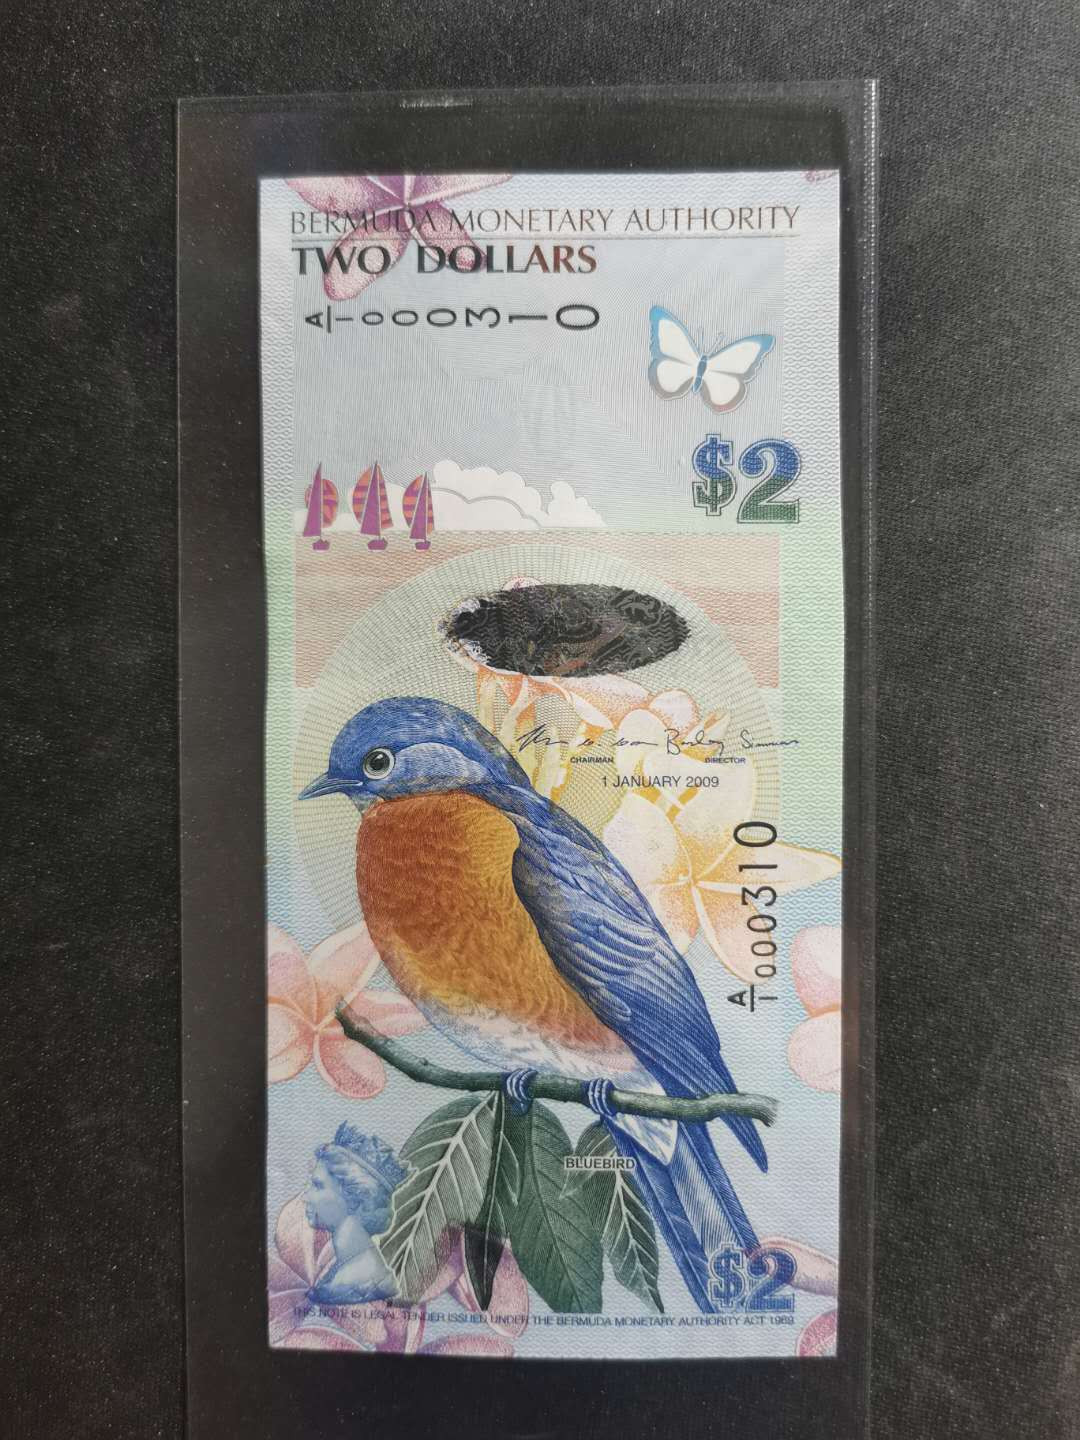 BERMUDA MONETARY AUTHORITY
TWO DOLLARS
A/1 000310
$2
CHAIRMAN DIRECTOR
1 JANUARY 2009
A/1 000310
BLUEBIRD
$2
THIS NOTE IS LEGAL TENDER ISSUED UNDER THE BERMUDA MONETARY AUTHORITY ACT 1969